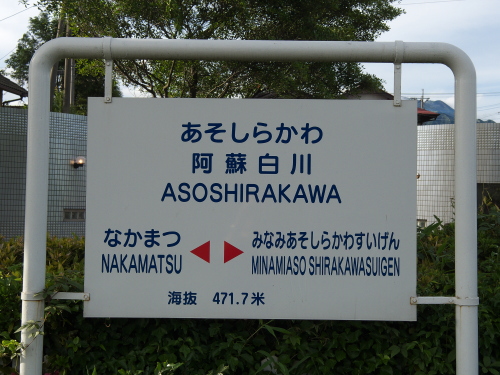 あそしらかわ
阿蘇白川
ASOSHIRAKAWA
なかまつ
NAKAMATSU
みなみあそしらかわすいげん
MINAMIASO SHIRAKAWASUIGEN
海抜 471.7米